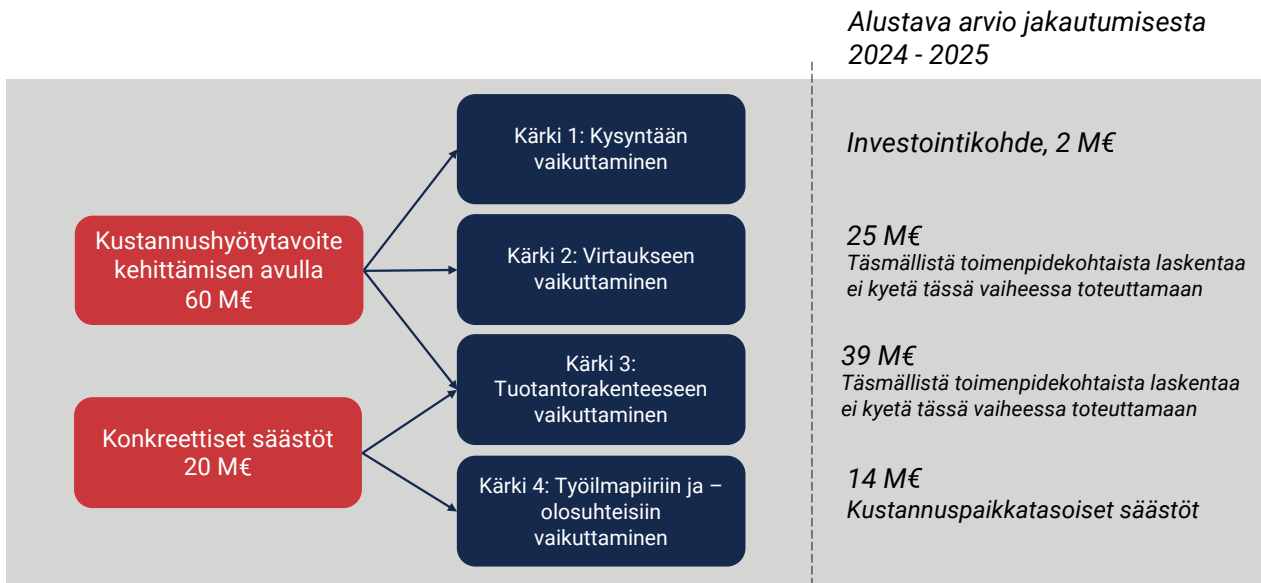 Alustava arvio jakautumisesta
2024 - 2025
Kustannushyötytavoite
kehittämisen avulla
60 M€
Konkreettiset säästöt
20 M€
Kärki 1: Kysyntään
vaikuttaminen
Investointikohde, 2 M€
Kärki 2: Virtaukseen
vaikuttaminen
25 M€
Täsmällistä toimenpidekohtaista laskentaa
ei kyetä tässä vaiheessa toteuttamaan
Kärki 3:
Tuotantorakenteeseen
vaikuttaminen
39 M€
Täsmällistä toimenpidekohtaista laskentaa
ei kyetä tässä vaiheessa toteuttamaan
Kärki 4: Työilmapiiriin ja –
olosuhteisiin
vaikuttaminen
14 M€
Kustannuspaikkatasoiset säästöt